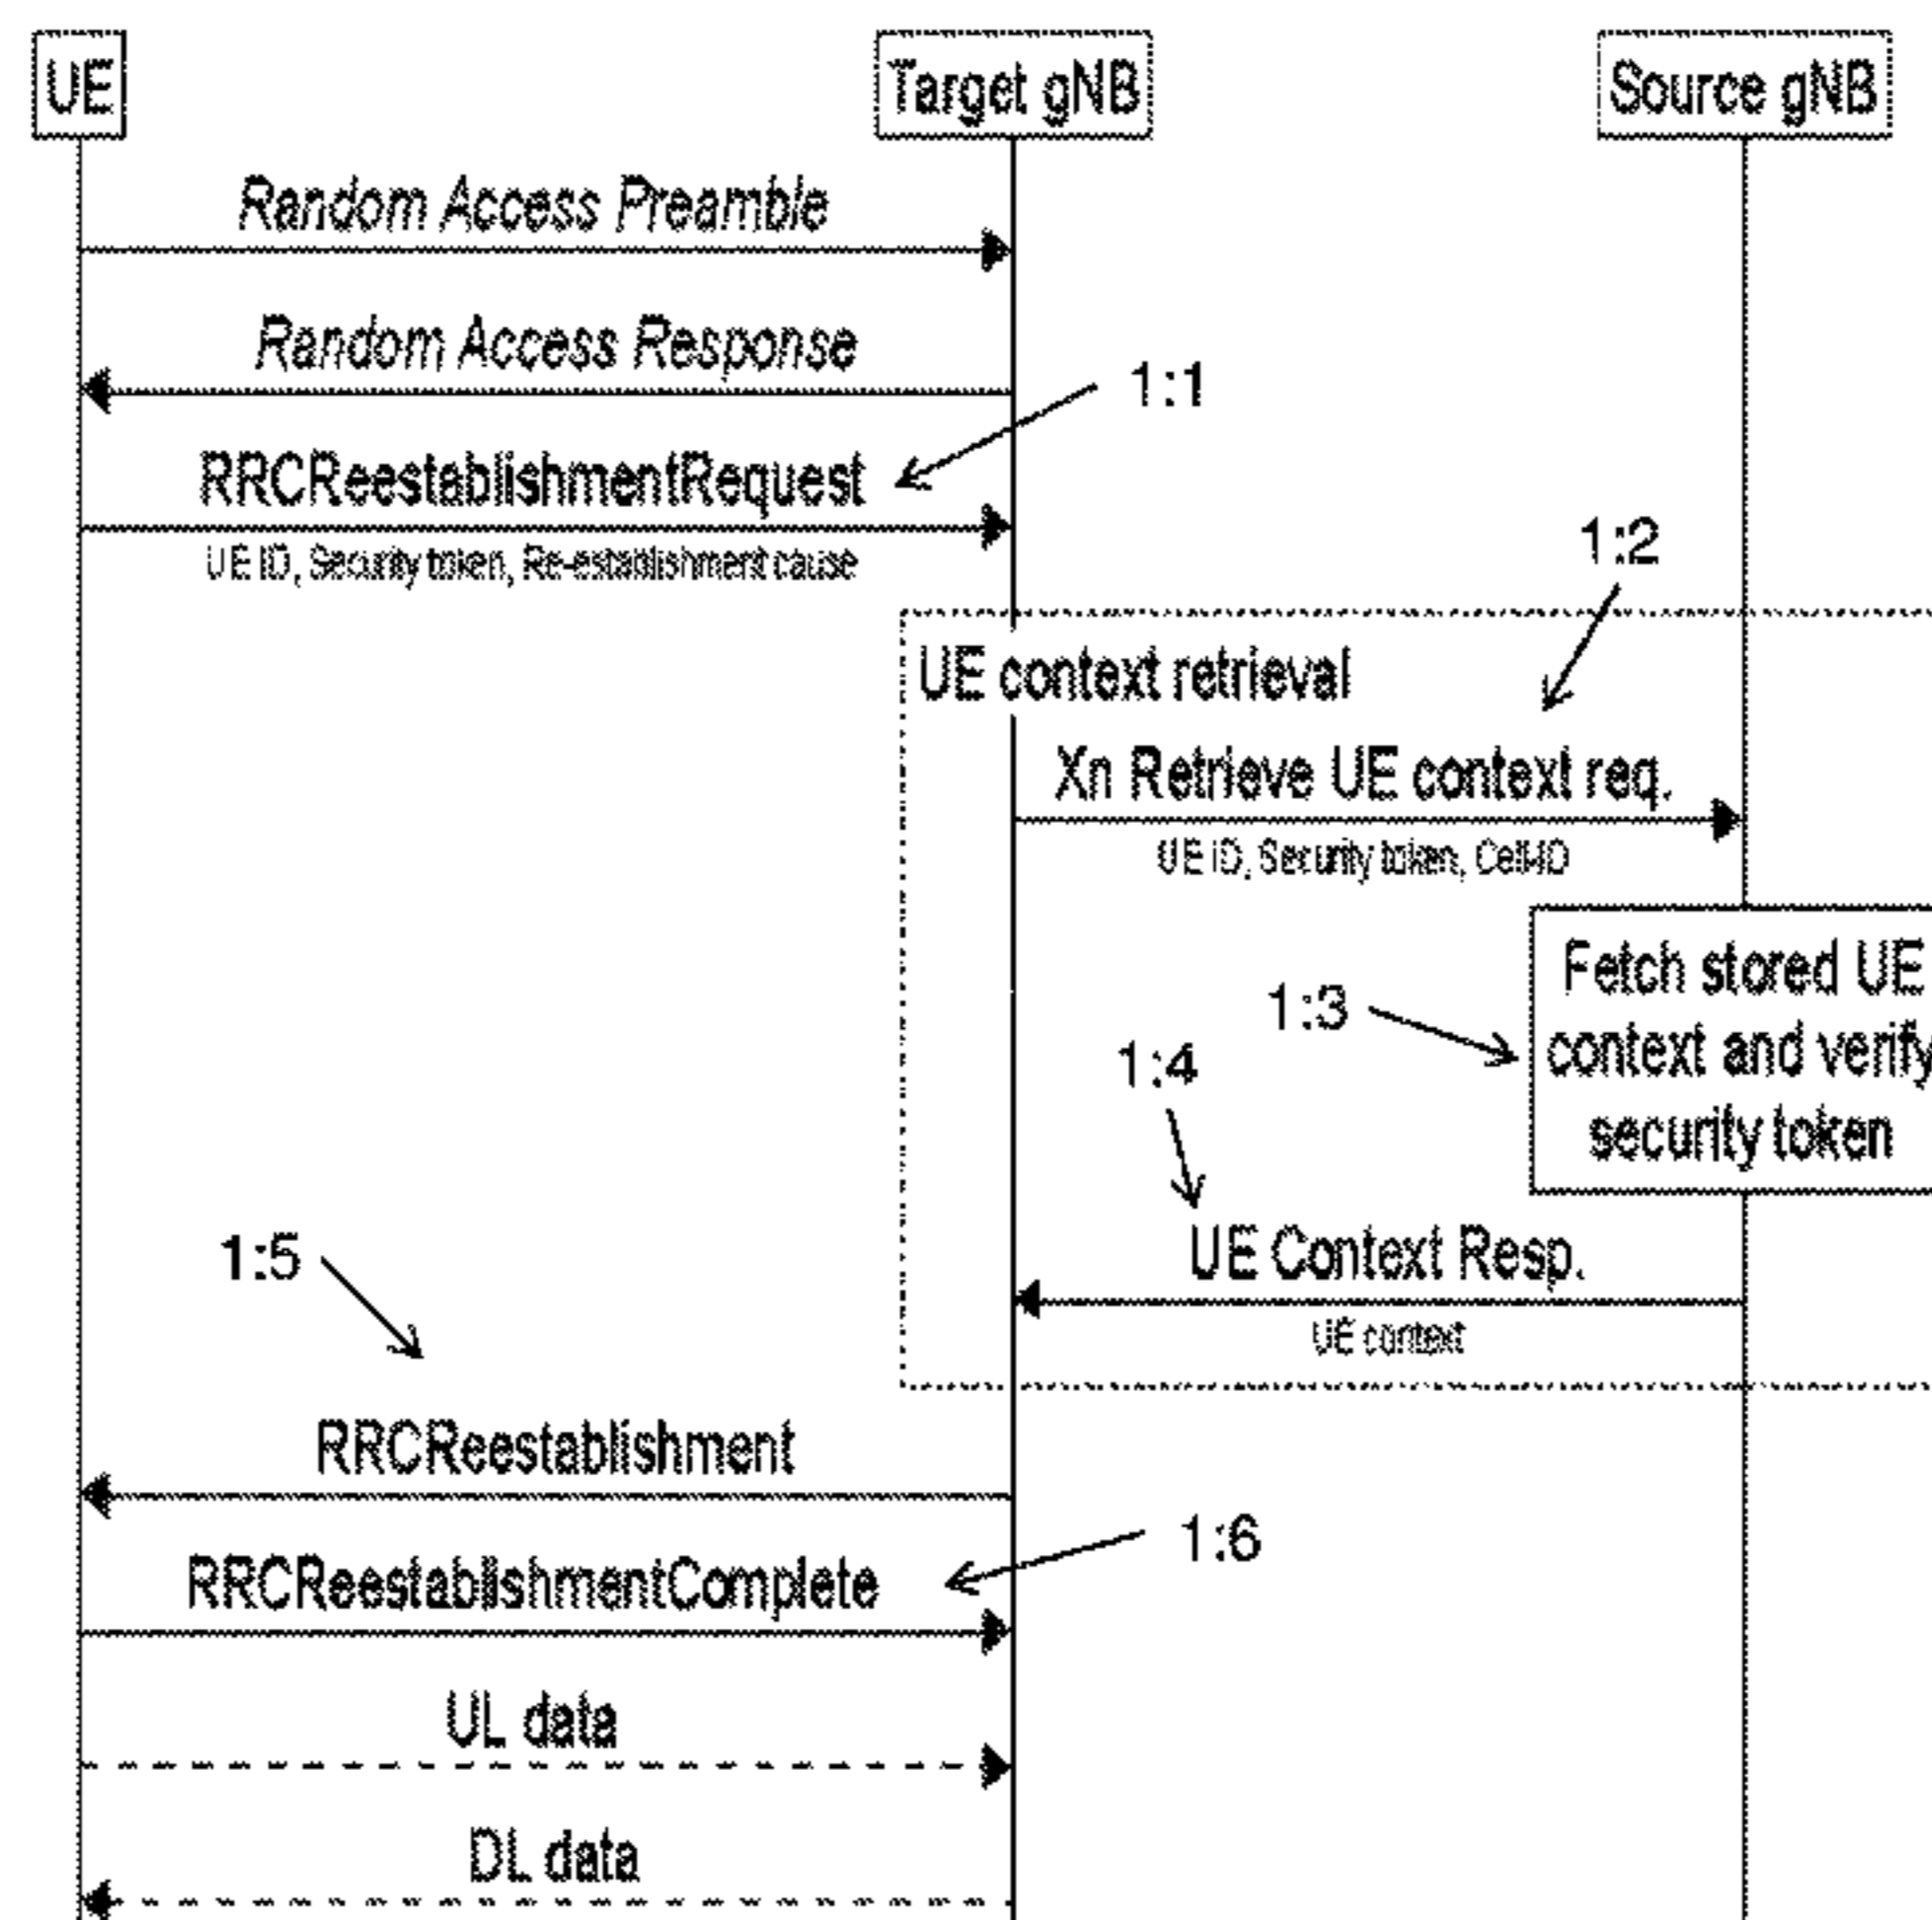 UE
Target gNB
Source gNB
Random Access Preamble
Random Access Response
1:1
RRCReestablishmentRequest
UE ID, Security token, Re-establishment cause
1:2
UE context retrieval
Xn Retrieve UE context req.
UE ID, Security token, Cell-ID
Fetch stored UE
context and verify
security token
1:3
1:4
UE Context Resp.
UE context
1:5
RRCReestablishment
1:6
RRCReestablishmentComplete
UL data
DL data